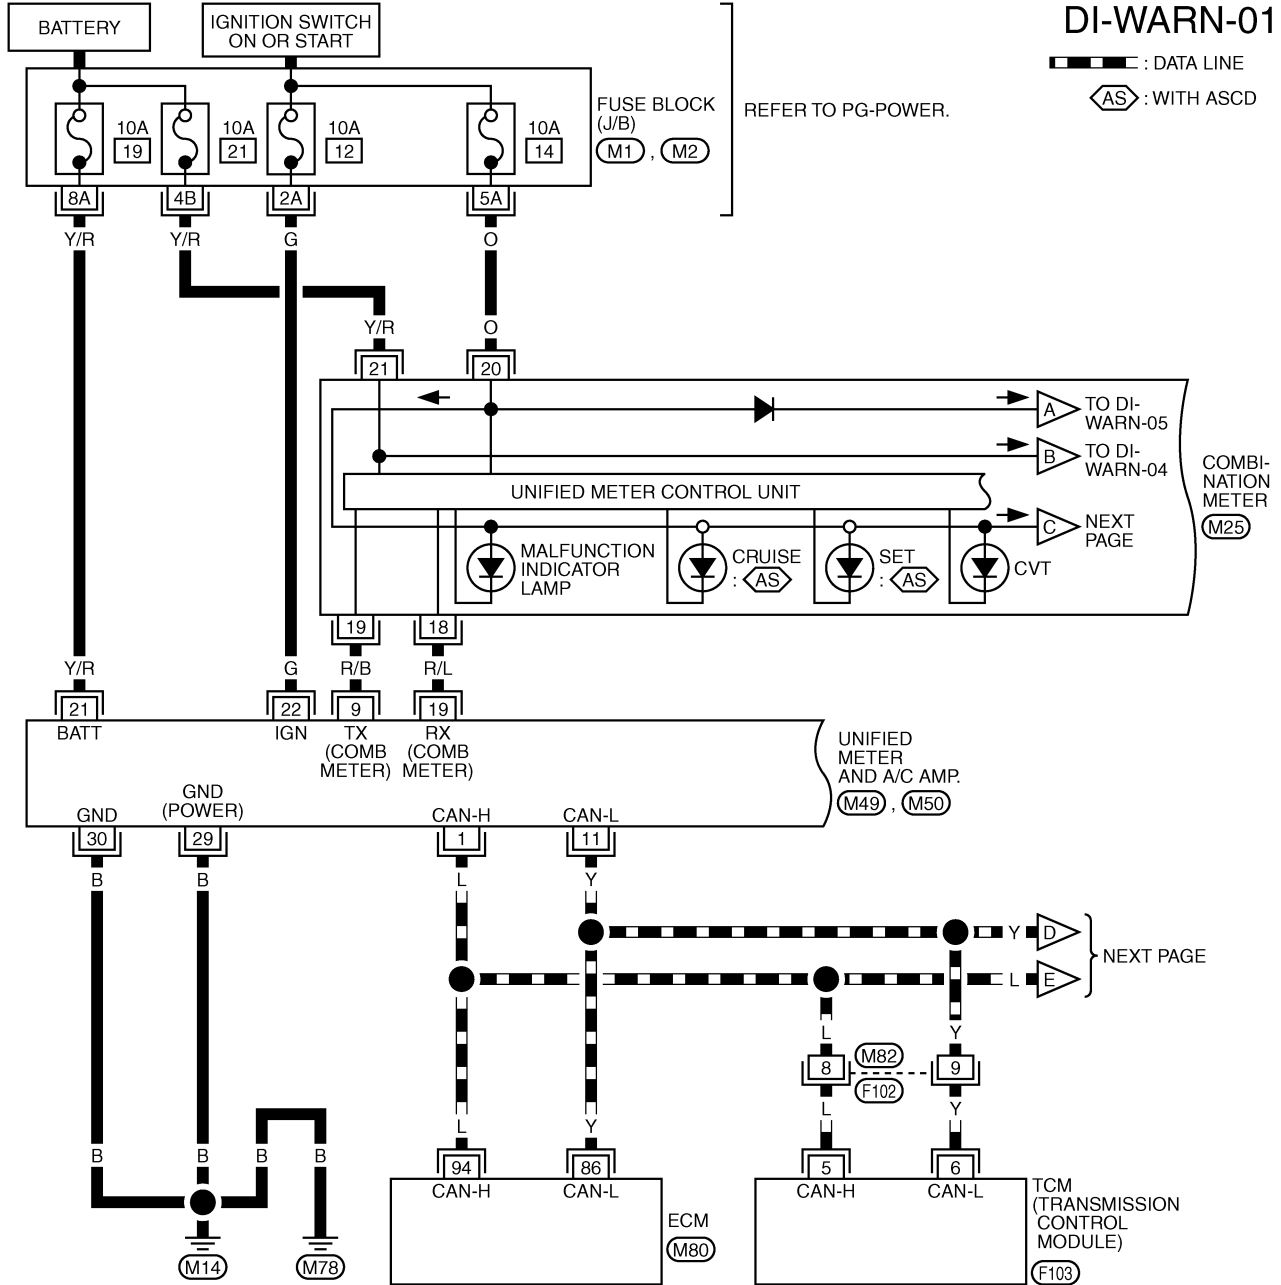 DI-WARN-01
BATTERY
IGNITION SWITCH
ON OR START
: DATA LINE
AS : WITH ASCD
10A
19
10A
21
10A
12
10A
14
FUSE BLOCK
(J/B)
M1 , M2
REFER TO PG-POWER.
8A
4B
2A
5A
Y/R
Y/R
G
O
Y/R
O
21
20
A
TO DI-
WARN-05
B
TO DI-
WARN-04
UNIFIED METER CONTROL UNIT
COMBI-
NATION
METER
M25
C
NEXT
PAGE
MALFUNCTION
INDICATOR
LAMP
CRUISE
: AS
SET
: AS
CVT
19
18
Y/R
G
R/B
R/L
21
22
9
19
BATT
IGN
TX
(COMB
METER)
RX
(COMB
METER)
UNIFIED
METER
AND A/C AMP.
M49 , M50
GND
GND
(POWER)
CAN-H
CAN-L
30
29
1
11
B
B
L
Y
Y
D
L
E
NEXT PAGE
L
Y
8
M82
9
F102
L
Y
B
B
B
B
L
Y
94
86
5
6
CAN-H
CAN-L
CAN-H
CAN-L
ECM
M80
TCM
(TRANSMISSION
CONTROL
MODULE)
F103
M14
M78